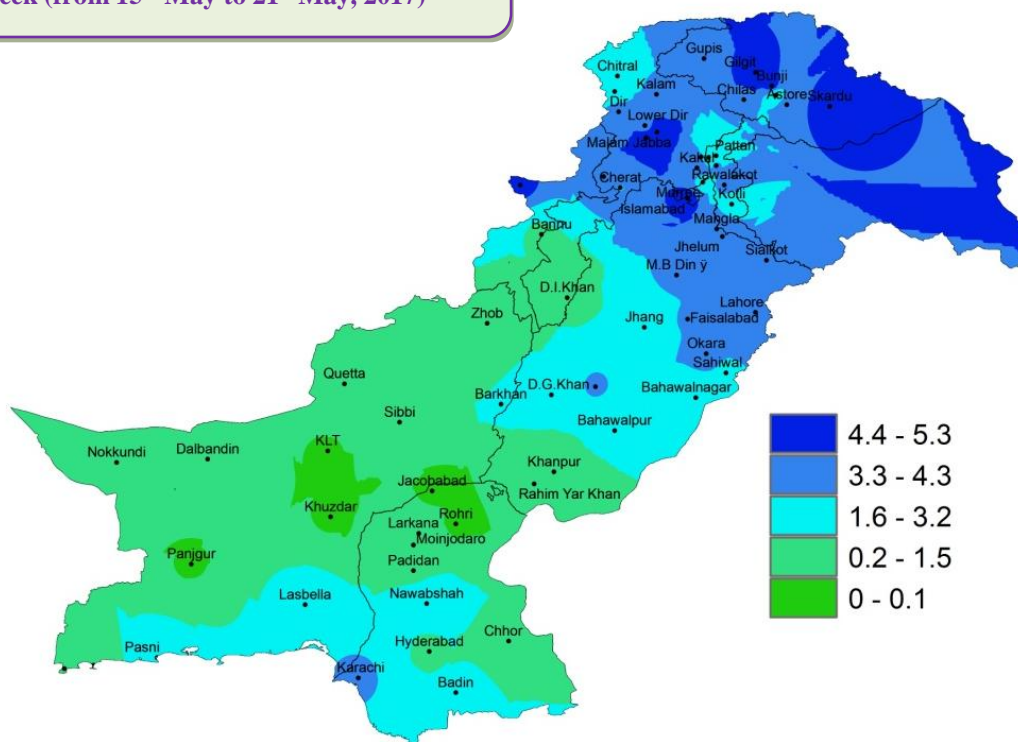 (from 15 May to 21 May, 2017)
Gupis
Gilgit
Chitral
Bunji
Kalam
Chilas
Astore
Skardu
Dir
Lower Dir
Malam Jabba
Pattan
Kakul
Cherat
Rawalakot
Murree
Kotli
Islamabad
Mangla
Bannu
Jhelum
Sialkot
M.B Din ÿ
D.I.Khan
Lahore
Zhob
Jhang
Faisalabad
Okara
Sahiwal
Quetta
D.G.Khan
Bahawalnagar
Barkhan
Sibbi
Bahawalpur
KLT
Nokkundi
Dalbandin
Khanpur
Jacobabad
Rahim Yar Khan
Khuzdar
Rohri
Larkana
Moinjodaro
Panjgur
Padidan
Lasbella
Nawabshah
Chhor
Pasni
Hyderabad
Karachi
Badin
4.4 - 5.3
3.3 - 4.3
1.6 - 3.2
0.2 - 1.5
0 - 0.1